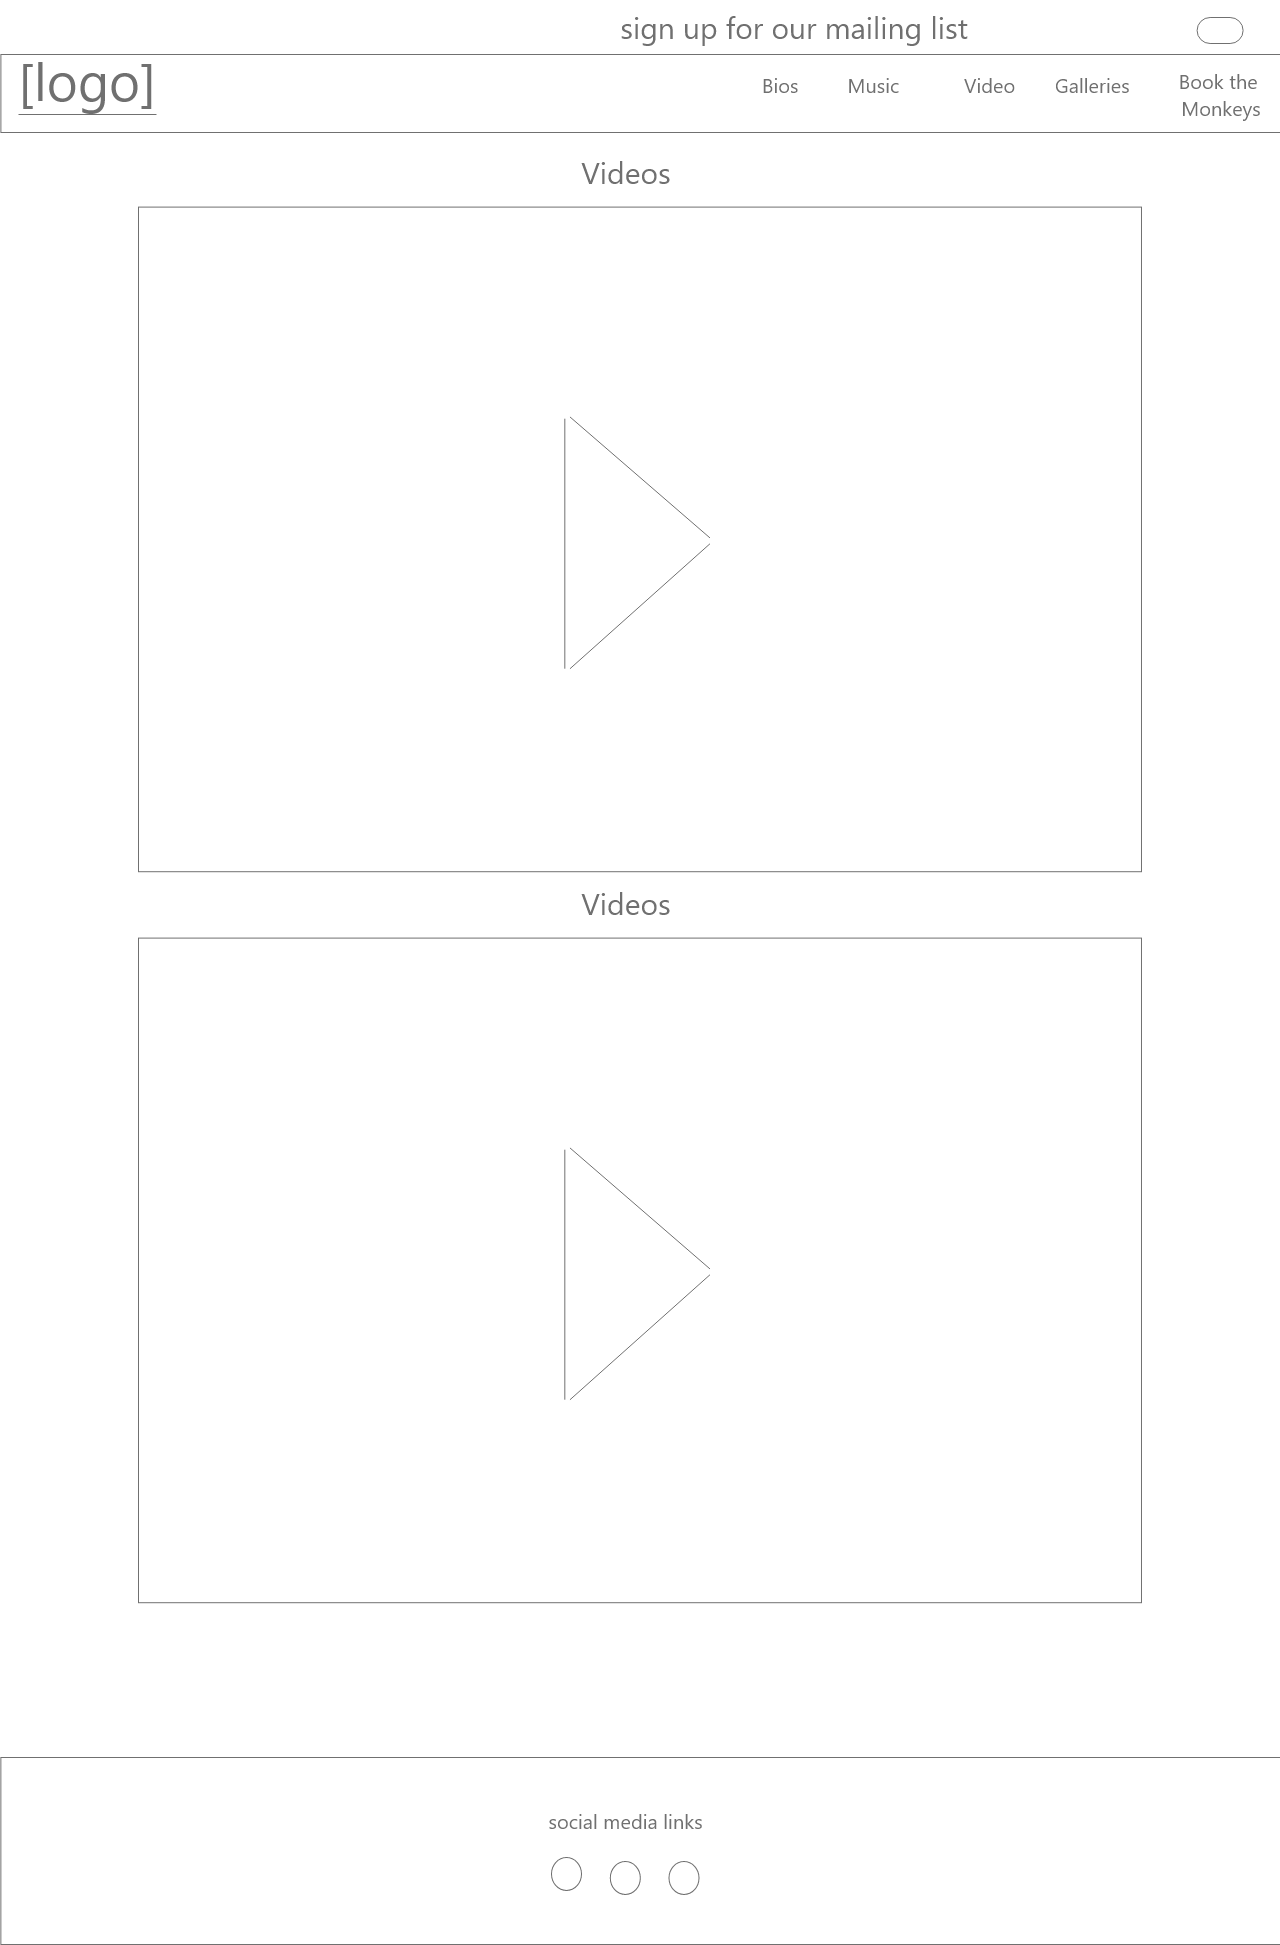 sign up for our mailing list
[logo]
Bios
Music
Video
Galleries
Book the
Monkeys
Videos
Videos
social media links